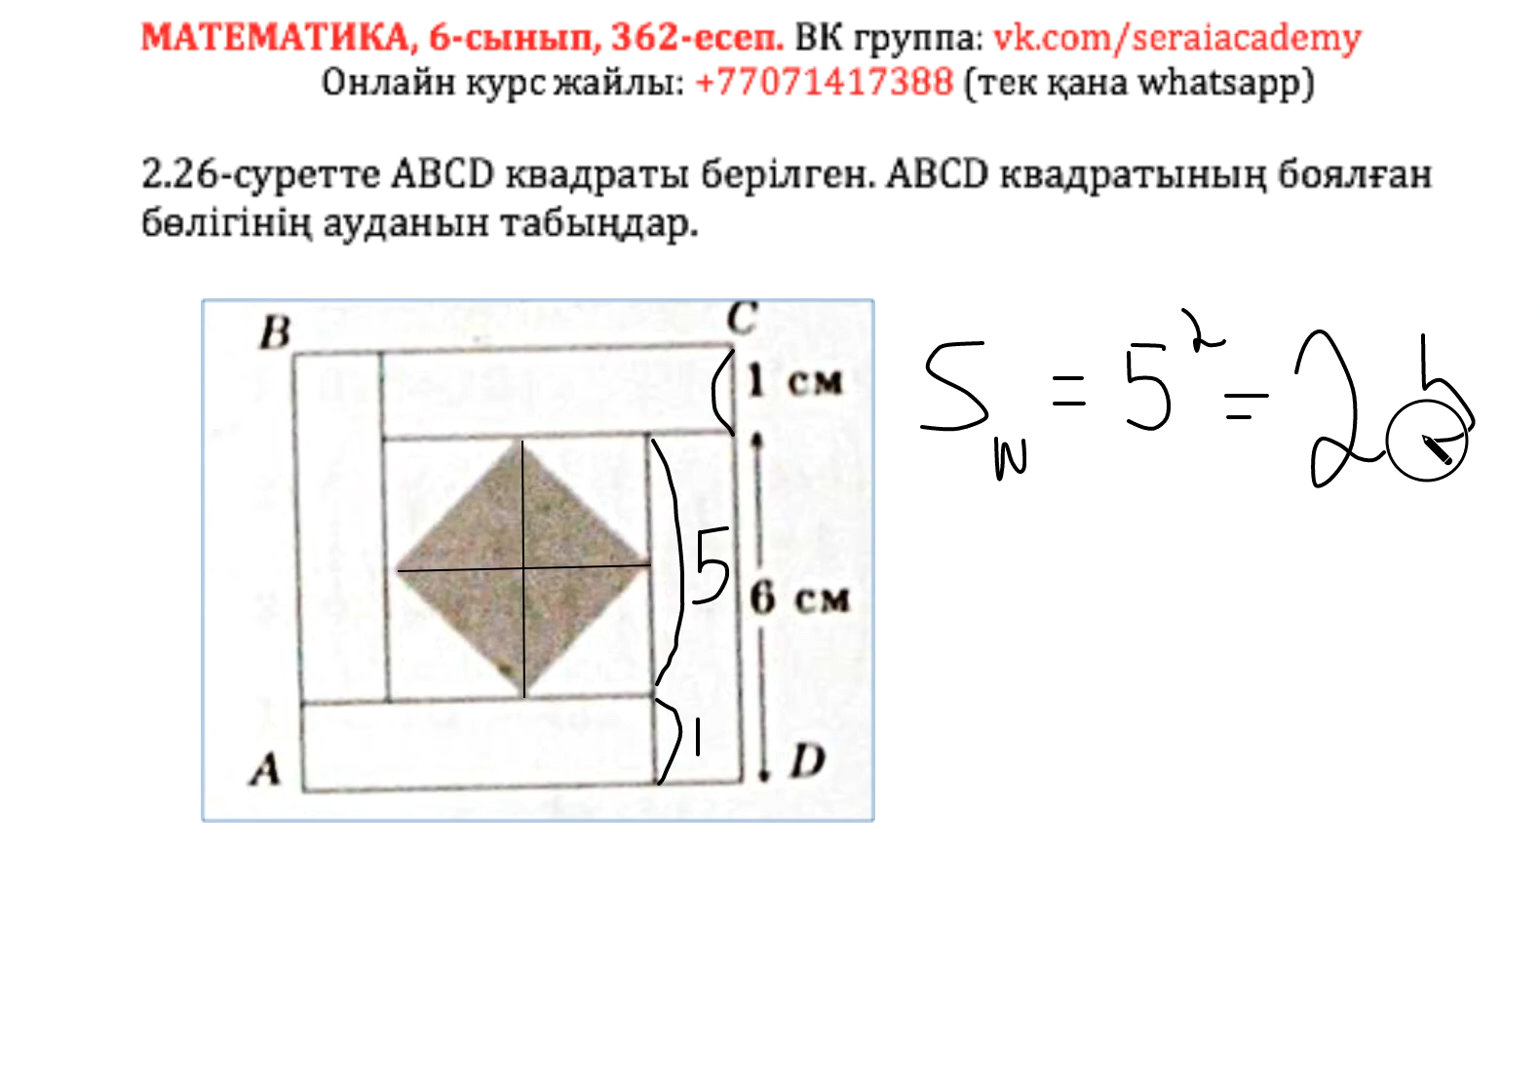 МАТЕМАТИКА, 6-сынып, 362-есеп. ВК группа: vk.com/seraiacademy
Онлайн курс жайлы: +77071417388 (тек қана whatsapp)
2.26-суретте ABCD квадраты берілген. ABCD квадратының боялған
бөлігінің ауданын табыңдар.
B
C
1 см
5
6 см
1
A
D
S = 5² = 25